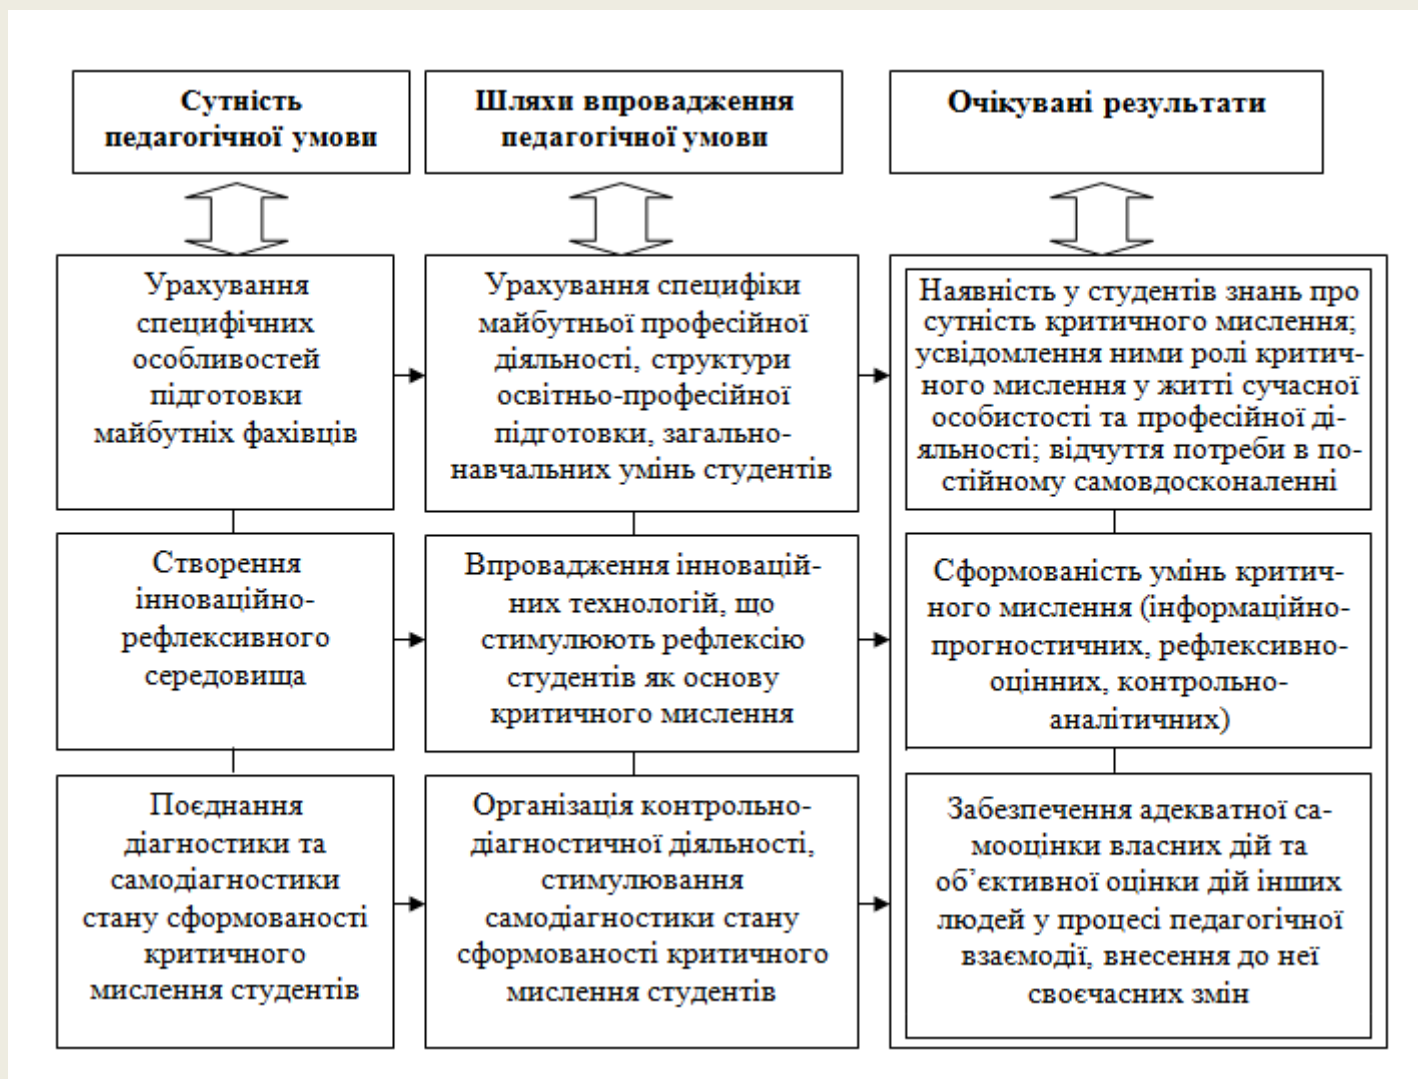 Сутність
педагогічної умови
Шляхи впровадження
педагогічної умови
Очікувані результати
Урахування
специфічних
особливостей
підготовки
майбутніх фахівців
Урахування специфіки
майбутньої професійної
діяльності, структури
освітньо-професійної
підготовки, загально-
навчальних умінь студентів
Наявність у студентів знань про
сутність критичного мислення;
усвідомлення ними ролі критич-
ного мислення у житті сучасної
особистості та професійної ді-
яльності; відчуття потреби в по-
стійному самовдосконаленні
Створення
інноваційно-
рефлексивного
середовища
Впровадження інновацій-
них технологій, що
стимулюють рефлексію
студентів як основу
критичного мислення
Сформованість умінь критич-
ного мислення (інформаційно-
прогностичних, рефлексивно-
оцінних, контрольно-
аналітичних)
Поєднання
діагностики та
самодіагностики
стану сформованості
критичного
мислення студентів
Організація контрольно-
діагностичної діяльності,
стимулювання
самодіагностики стану
сформованості критичного
мислення студентів
Забезпечення адекватної са-
мооцінки власних дій та
об’єктивної оцінки дій інших
людей у процесі педагогічної
взаємодії, внесення до неї
своєчасних змін